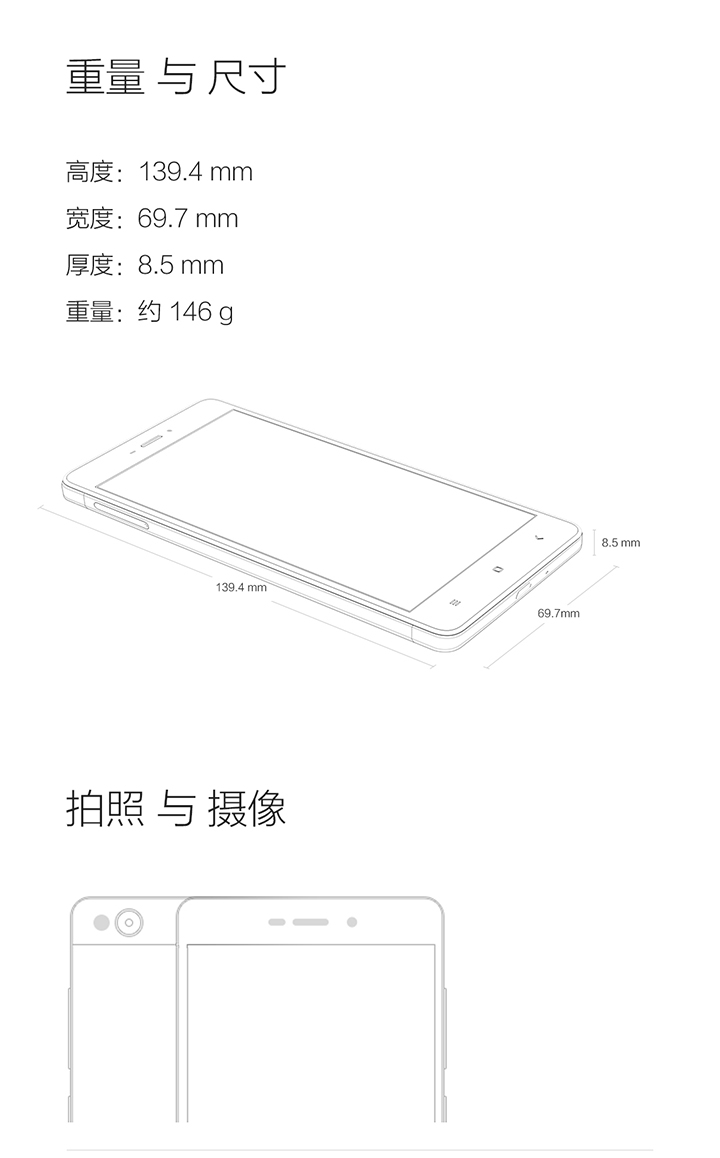 重量 与 尺寸
高度：139.4 mm
宽度：69.7 mm
厚度：8.5 mm
重量：约 146 g
8.5 mm
139.4 mm
69.7mm
拍照 与 摄像